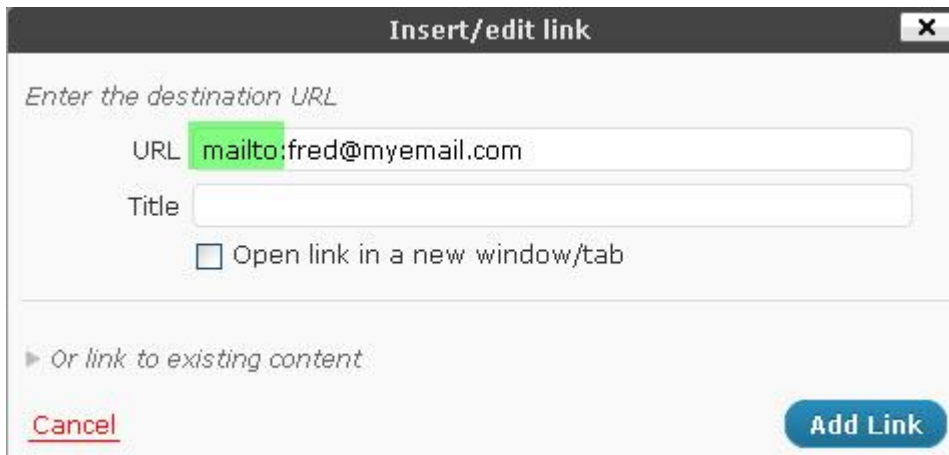 Insert/edit link
Enter the destination URL
URL mailto:fred@myemail.com
Title
Open link in a new window/tab
Or link to existing content
Cancel
Add Link